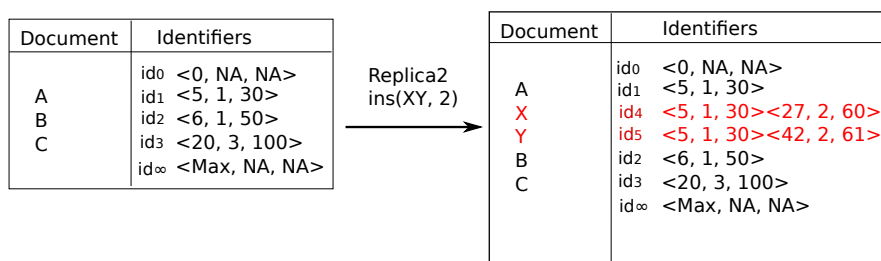 Document Identifiers
id0 <0, NA, NA>
A id1 <5, 1, 30>
B id2 <6, 1, 50>
C id3 <20, 3, 100>
id∞ <Max, NA, NA>
Replica2
ins(XY, 2)
Document Identifiers
id0 <0, NA, NA>
A id1 <5, 1, 30>
X id4 <5, 1, 30><27, 2, 60>
Y id5 <5, 1, 30><42, 2, 61>
B id2 <6, 1, 50>
C id3 <20, 3, 100>
id∞ <Max, NA, NA>